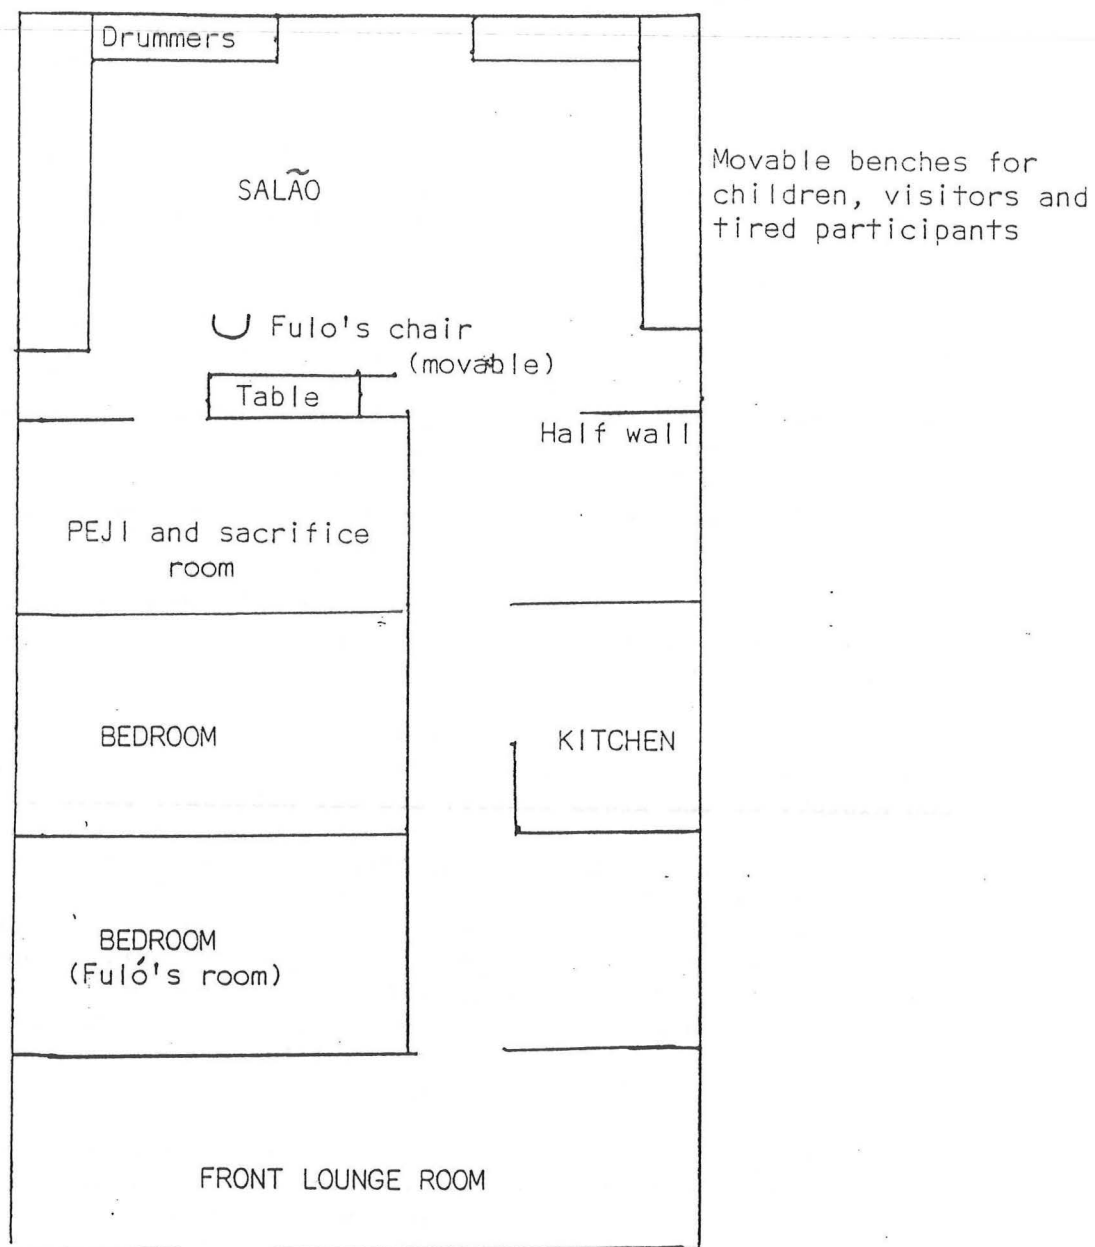 Drummers
SALÃO
Movable benches for
children, visitors and
tired participants
Fulo's chair
(movable)
Table
Half wall
PEJI and sacrifice
room
BEDROOM
KITCHEN
BEDROOM
(Fuló's room)
FRONT LOUNGE ROOM